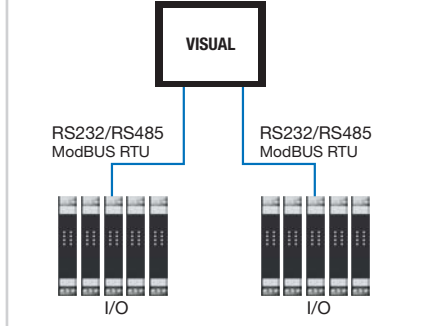 VISUAL
RS232/RS485
ModBUS RTU
RS232/RS485
ModBUS RTU
I/O
I/O